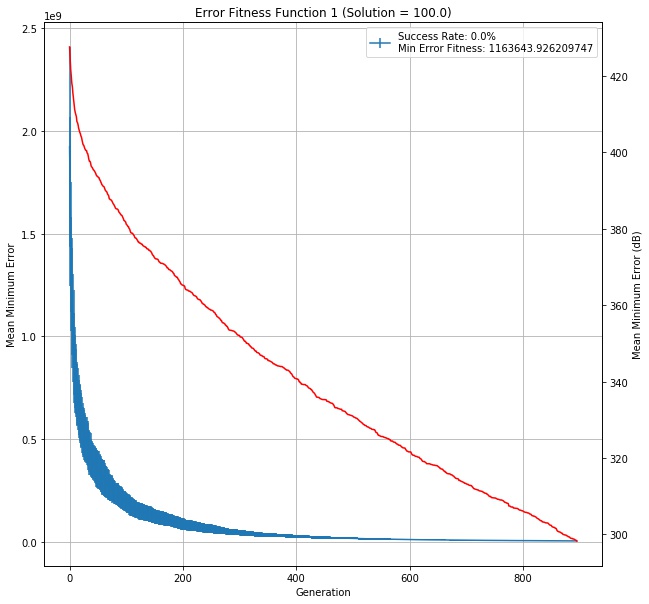 Error Fitness Function 1 (Solution = 100.0)
1e9
Success Rate: 0.0%
Min Error Fitness: 1163643.926209747
2.5
2.0
1.5
1.0
0.5
0.0
Mean Minimum Error
420
400
380
360
340
320
300
Mean Minimum Error (dB)
0 200 400 600 800
Generation